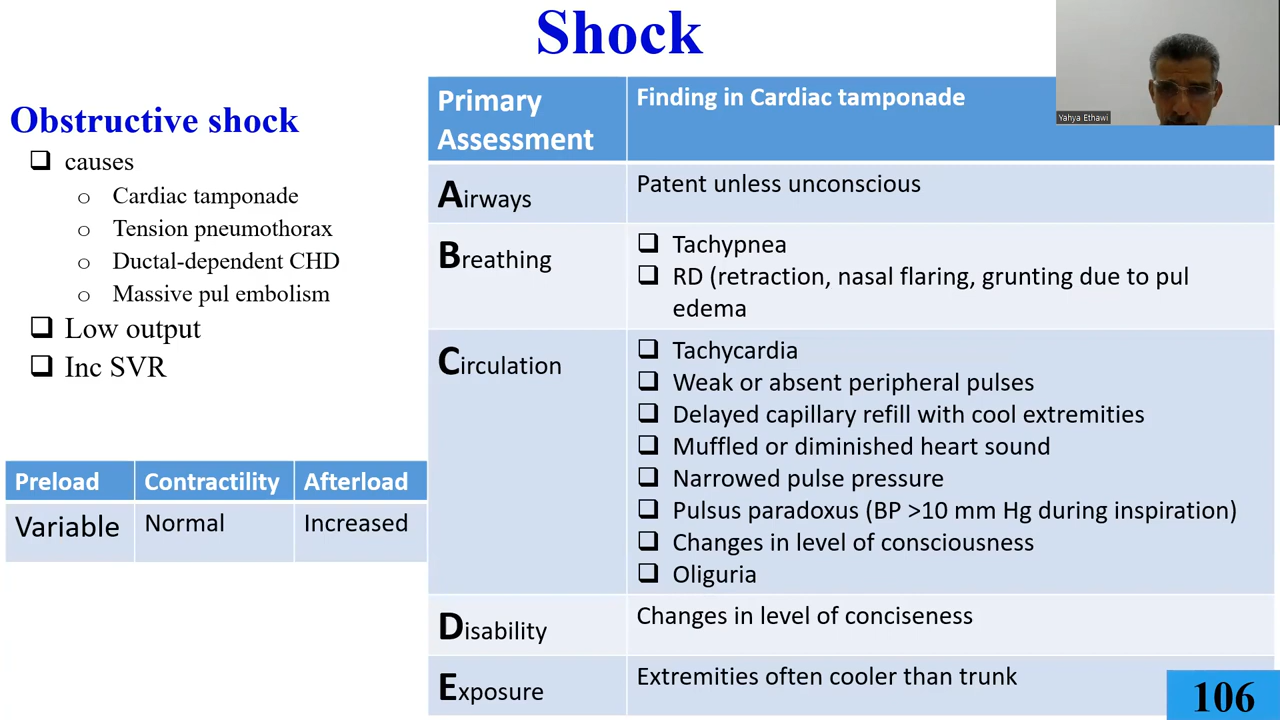 Shock
Obstructive shock
causes
Cardiac tamponade
Tension pneumothorax
Ductal-dependent CHD
Massive pul embolism
Low output
Inc SVR
Preload Contractility Afterload
Variable Normal Increased
Primary
Assessment
Finding in Cardiac tamponade
Airways
Patent unless unconscious
Breathing
Tachypnea
RD (retraction, nasal flaring, grunting due to pul
edema
Circulation
Tachycardia
Weak or absent peripheral pulses
Delayed capillary refill with cool extremities
Muffled or diminished heart sound
Narrowed pulse pressure
Pulsus paradoxus (BP >10 mm Hg during inspiration)
Changes in level of consciousness
Oliguria
Disability
Changes in level of conciseness
Exposure
Extremities often cooler than trunk
Yahya Ethawi
106